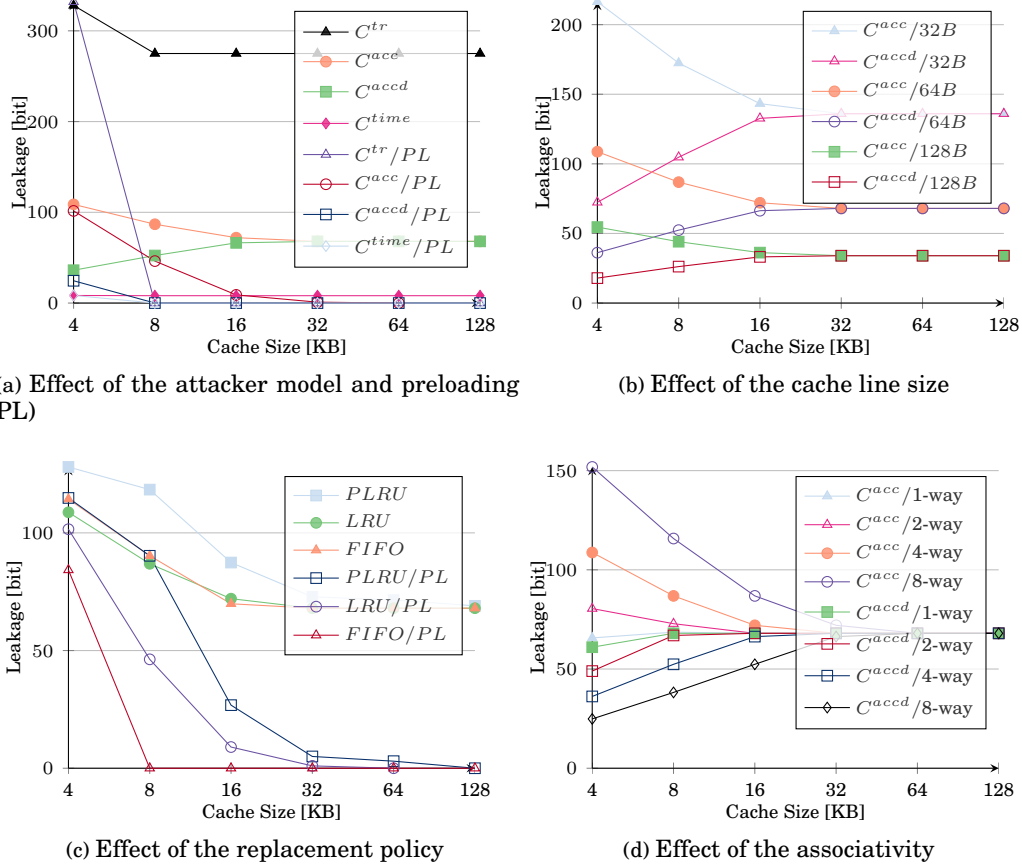 300
200
100
0
4
8
16
32
64
128
Leakage [bit]
Cache Size [KB]
C^{tr}
C^{acc}
C^{accd}
C^{time}
C^{tr}/PL
C^{acc}/PL
C^{accd}/PL
C^{time}/PL
(a) Effect of the attacker model and preloading
PL)
200
150
100
50
0
4
8
16
32
64
128
Leakage [bit]
Cache Size [KB]
C^{acc}/32B
C^{accd}/32B
C^{acc}/64B
C^{accd}/64B
C^{acc}/128B
C^{accd}/128B
(b) Effect of the cache line size
100
50
0
4
8
16
32
64
128
Leakage [bit]
Cache Size [KB]
PLRU
LRU
FIFO
PLRU/PL
LRU/PL
FIFO/PL
(c) Effect of the replacement policy
150
100
50
0
4
8
16
32
64
128
Leakage [bit]
Cache Size [KB]
C^{acc}/1-way
C^{acc}/2-way
C^{acc}/4-way
C^{acc}/8-way
C^{accd}/1-way
C^{accd}/2-way
C^{accd}/4-way
C^{accd}/8-way
(d) Effect of the associativity